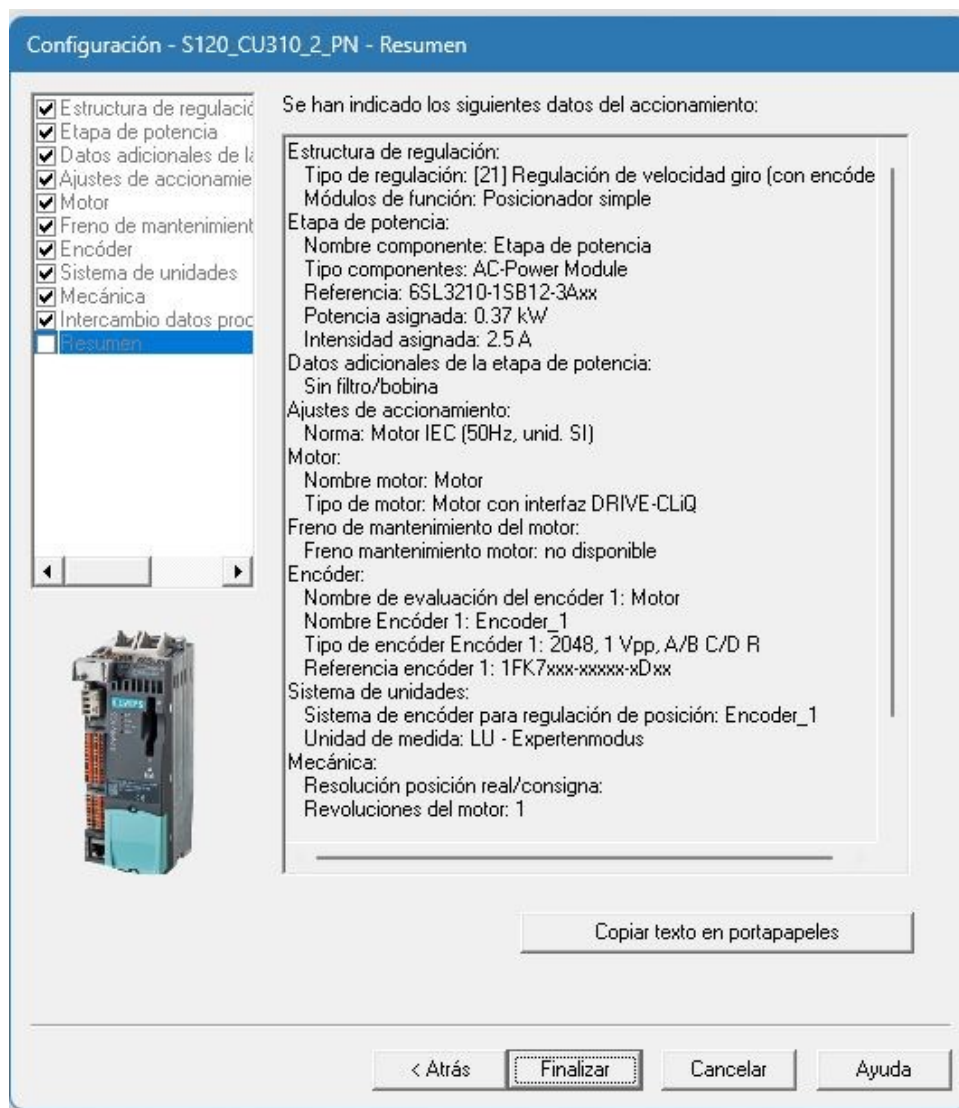 Configuración - S120_CU310_2_PN - Resumen
Estructura de regulació
Etapa de potencia
Datos adicionales de la
Ajustes de accionamie
Motor
Freno de mantenimient
Encóder
Sistema de unidades
Mecánica
Intercambio datos proc
Resumen
Se han indicado los siguientes datos del accionamiento:
Estructura de regulación:
Tipo de regulación: [21] Regulación de velocidad giro (con encóde
Módulos de función: Posicionador simple
Etapa de potencia:
Nombre componente: Etapa de potencia
Tipo componentes: AC-Power Module
Referencia: 6SL3210-1SB12-3Axx
Potencia asignada: 0.37 kW
Intensidad asignada: 2.5 A
Datos adicionales de la etapa de potencia:
Sin filtro/bobina
Ajustes de accionamiento:
Norma: Motor IEC (50Hz, unid. SI)
Motor:
Nombre motor: Motor
Tipo de motor: Motor con interfaz DRIVE-CLiQ
Freno de mantenimiento del motor:
Freno mantenimiento motor: no disponible
Encóder:
Nombre de evaluación del encóder 1: Motor
Nombre Encóder 1: Encoder_1
Tipo de encóder Encóder 1: 2048, 1 Vpp, A/B C/D R
Referencia encóder 1: 1FK7xxx-xxxxx-xDxx
Sistema de unidades:
Sistema de encóder para regulación de posición: Encoder_1
Unidad de medida: LU - Expertenmodus
Mecánica:
Resolución posición real/consigna:
Revoluciones del motor: 1
Copiar texto en portapapeles
< Atrás
Finalizar
Cancelar
Ayuda